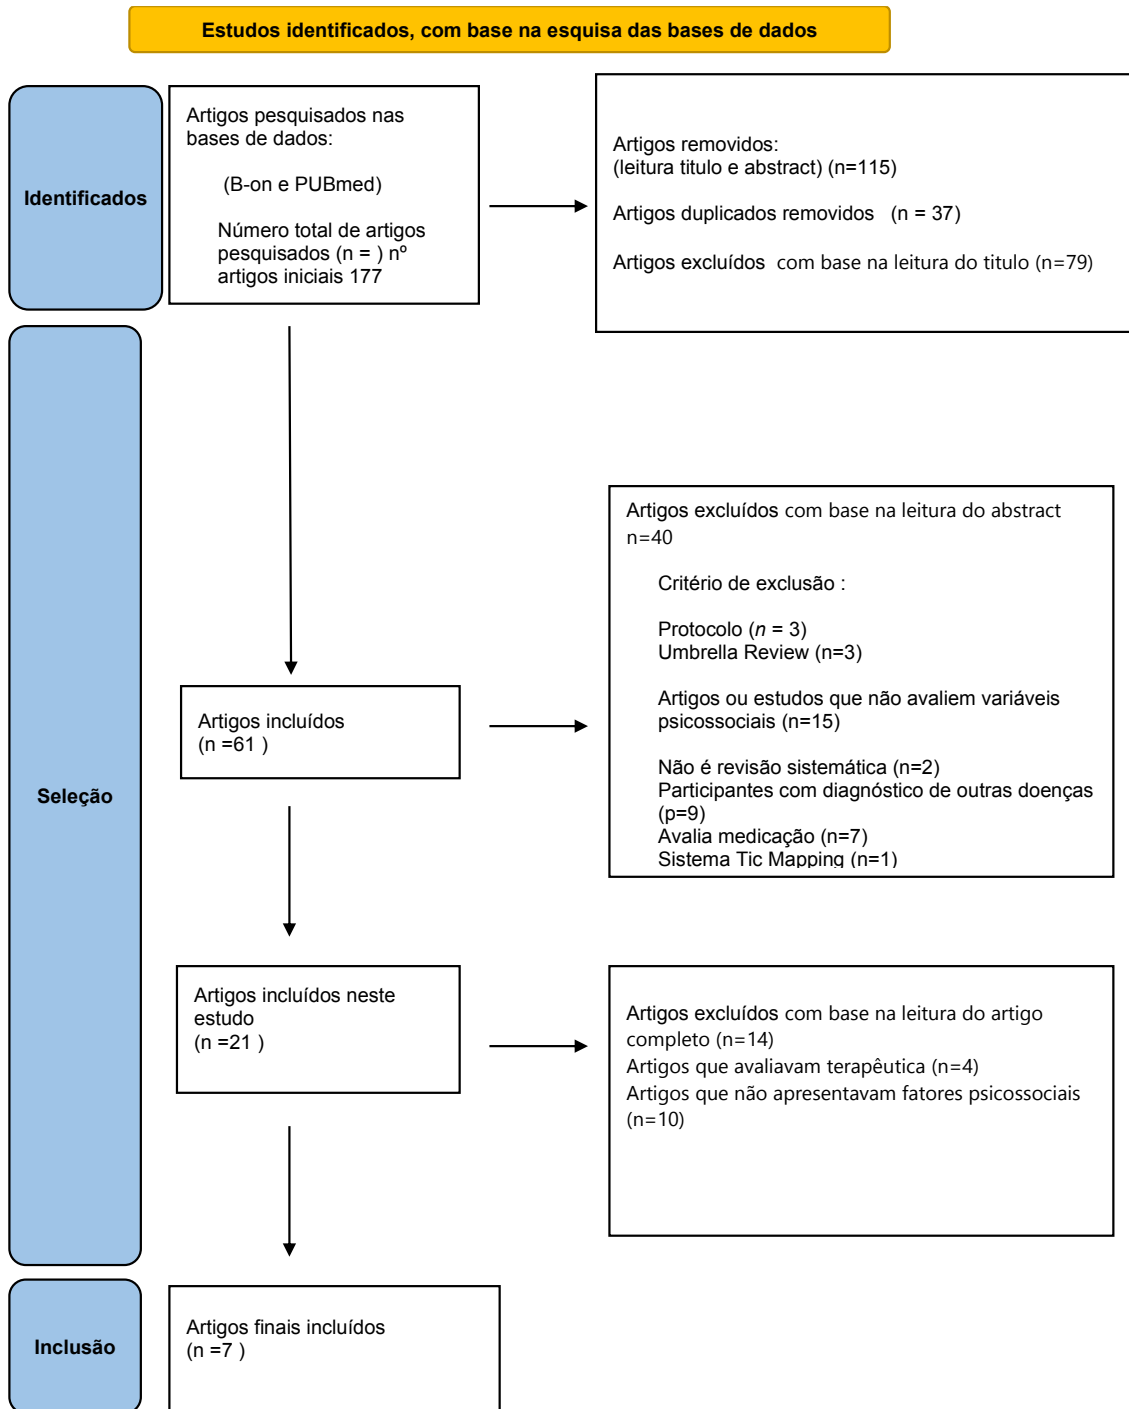 Estudos identificados, com base na esquisa das bases de dados
Identificados
Artigos pesquisados nas
bases de dados:
(B-on e PUBmed)
Número total de artigos
pesquisados (n = ) nº
artigos iniciais 177
Artigos removidos:
(leitura titulo e abstract) (n=115)
Artigos duplicados removidos (n = 37)
Artigos excluídos com base na leitura do titulo (n=79)
Seleção
Artigos incluídos
(n =61 )
Artigos excluídos com base na leitura do abstract
n=40
Critério de exclusão :
Protocolo (n = 3)
Umbrella Review (n=3)
Artigos ou estudos que não avaliem variáveis
psicossociais (n=15)
Não é revisão sistemática (n=2)
Participantes com diagnóstico de outras doenças
(p=9)
Avalia medicação (n=7)
Sistema Tic Mapping (n=1)
Artigos incluídos neste
estudo
(n =21 )
Artigos excluídos com base na leitura do artigo
completo (n=14)
Artigos que avaliavam terapêutica (n=4)
Artigos que não apresentavam fatores psicossociais
(n=10)
Inclusão
Artigos finais incluídos
(n =7 )